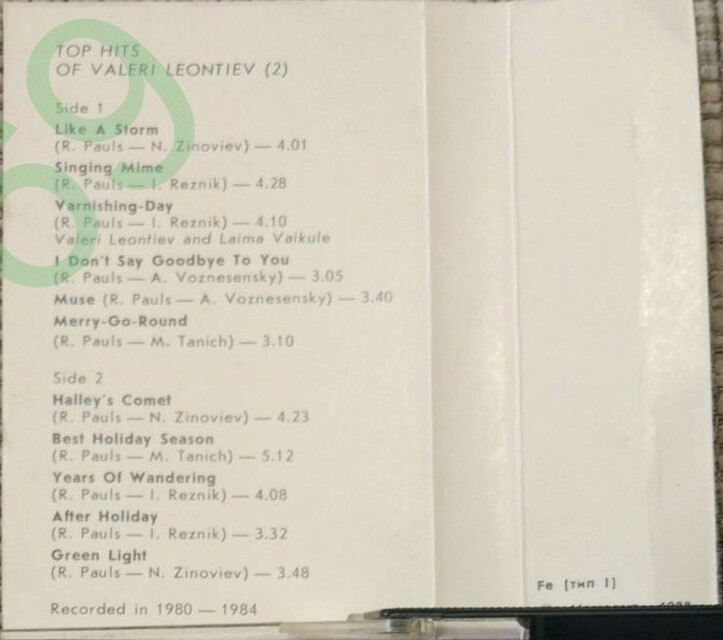 TOP HITS
OF VALERI LEONTIEV (2)
Side 1
Like A Storm
(R. Pauls — N. Zinoviev) — 4.01
Singing Mime
(R. Pauls — I. Reznik) — 4.28
Varnishing-Day
(R. Pauls — I. Reznik) — 4.10
Valeri Leontiev and Laima Vaikule
I Don't Say Goodbye To You
(R. Pauls — A. Voznesensky) — 3.05
Muse (R. Pauls — A. Voznesensky) — 3.40
Merry-Go-Round
(R. Pauls — M. Tanich) — 3.10
Side 2
Halley's Comet
(R. Pauls — N. Zinoviev) — 4.23
Best Holiday Season
(R. Pauls — M. Tanich) — 5.12
Years Of Wandering
(R. Pauls — I. Reznik) — 4.08
After Holiday
(R. Pauls — I. Reznik) — 3.32
Green Light
(R. Pauls — N. Zinoviev) — 3.48
Recorded in 1980 — 1984
Fe [тип I]